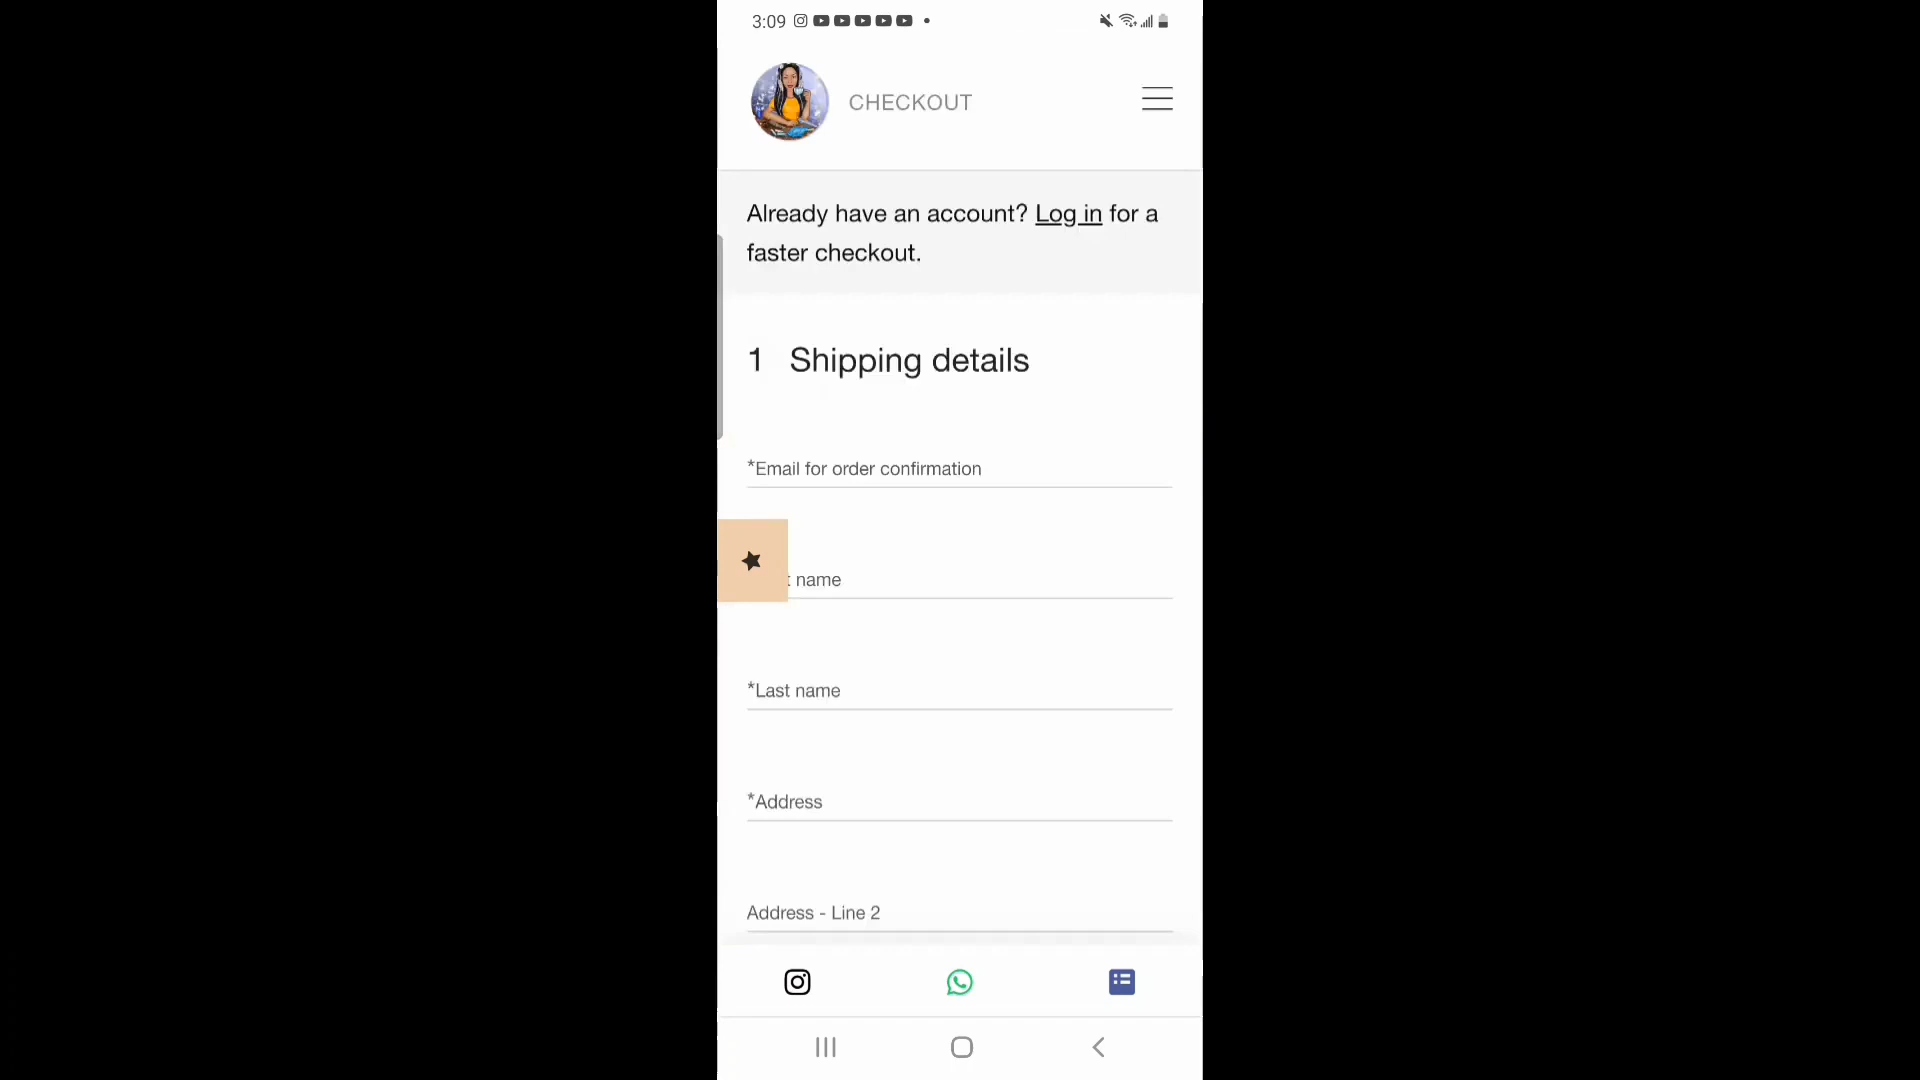 3:09
CHECKOUT
Already have an account? Log in for a
faster checkout.
1 Shipping details
*Email for order confirmation
name
*Last name
*Address
Address - Line 2